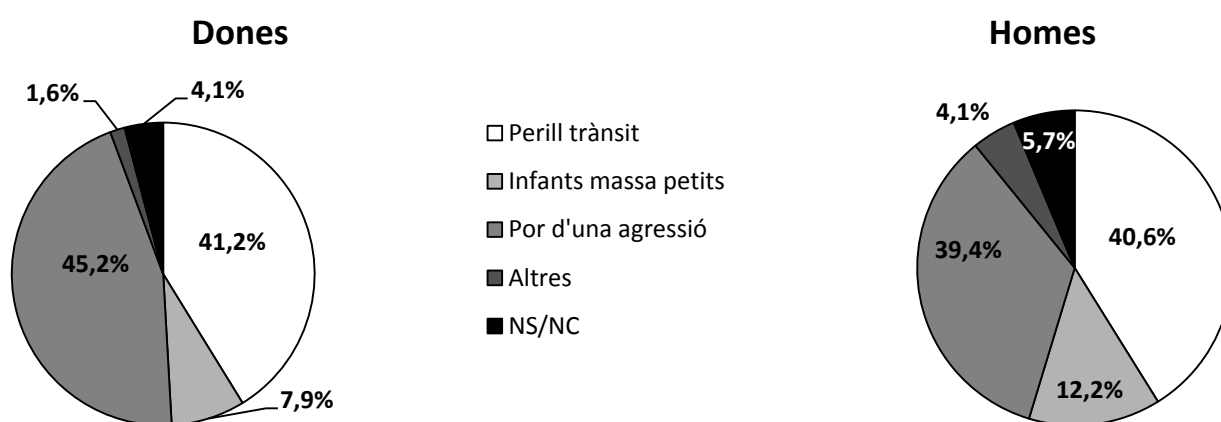 Dones
1,6%
4,1%
45,2%
41,2%
7,9%
Perill trànsit
Infants massa petits
Por d'una agressió
Altres
NS/NC
Homes
4,1%
5,7%
39,4%
40,6%
12,2%